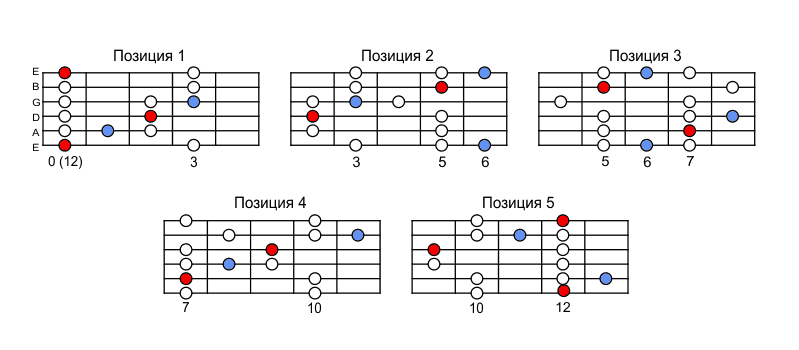 Позиция 1
E
B
G
D
A
E
0 (12) 3
Позиция 2
3 5 6
Позиция 3
5 6 7
Позиция 4
7 10
Позиция 5
10 12